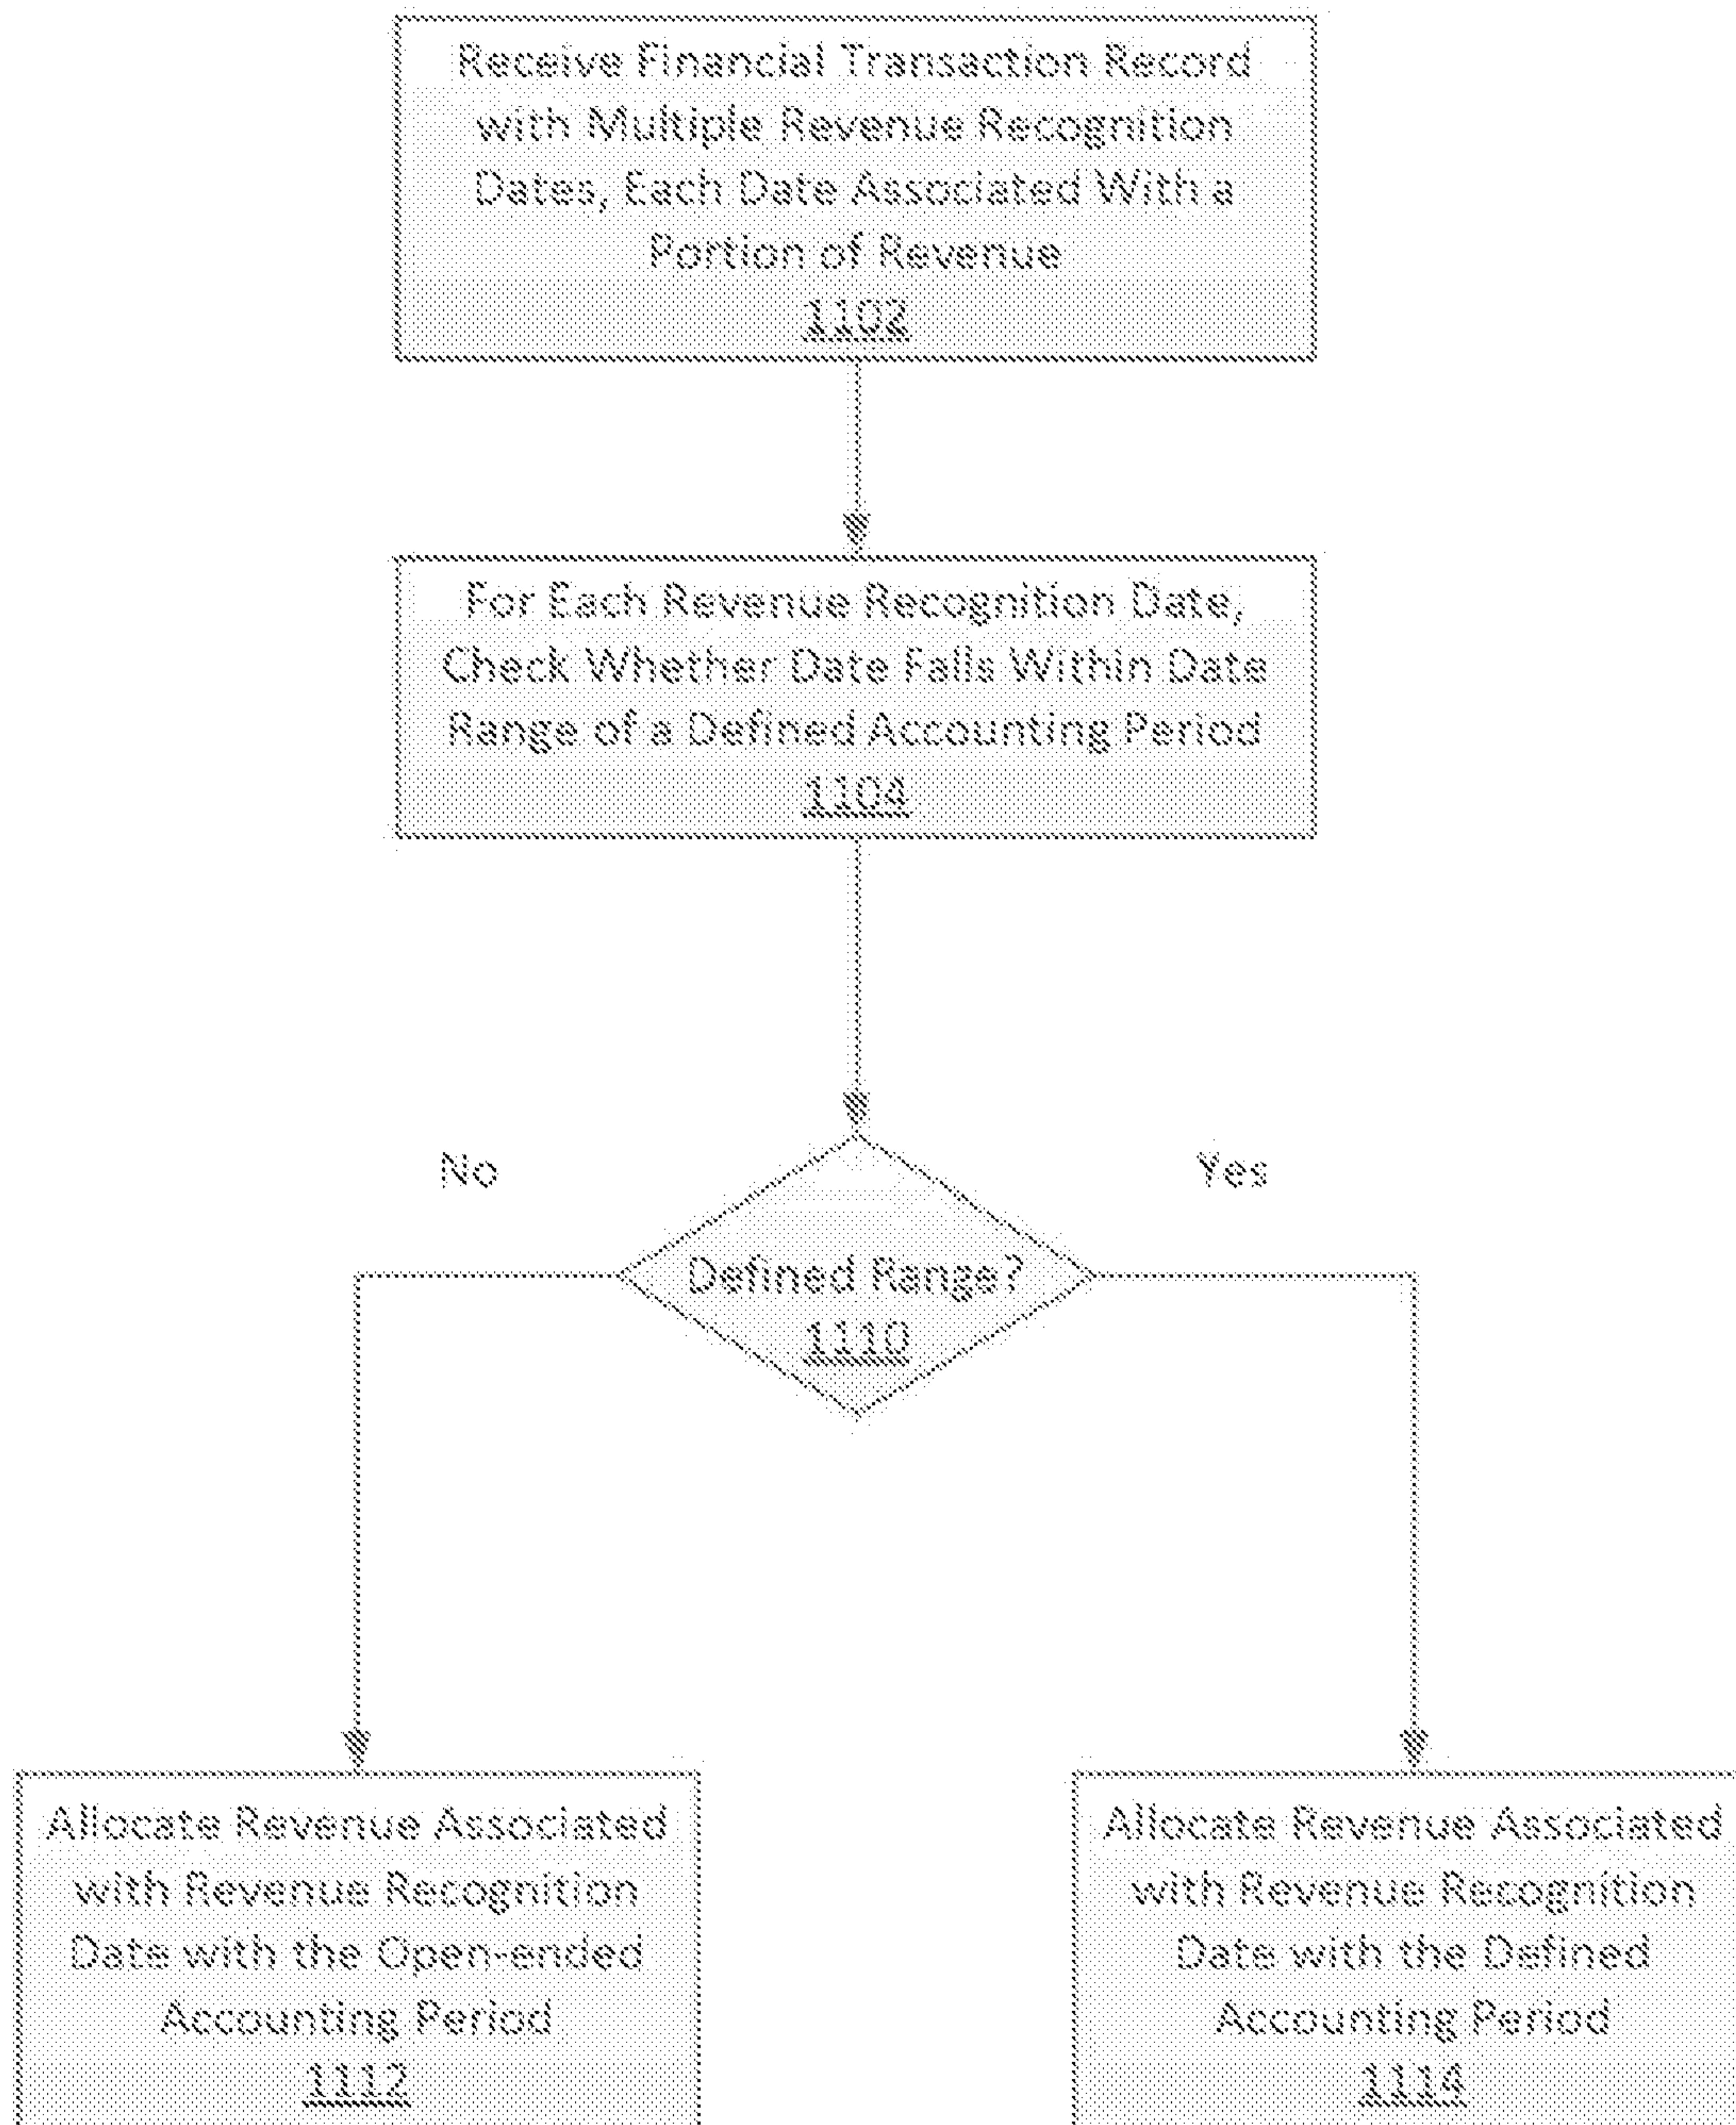 Receive Financial Transaction Record
with Multiple Revenue Recognition
Dates, Each Date Associated With a
Portion of Revenue
1102
For Each Revenue Recognition Date,
Check Whether Date Falls Within Date
Range of a Defined Accounting Period
1104
No
Yes
Defined Range?
1110
Allocate Revenue Associated
with Revenue Recognition
Date with the Open-ended
Accounting Period
1112
Allocate Revenue Associated
with Revenue Recognition
Date with the Defined
Accounting Period
1114